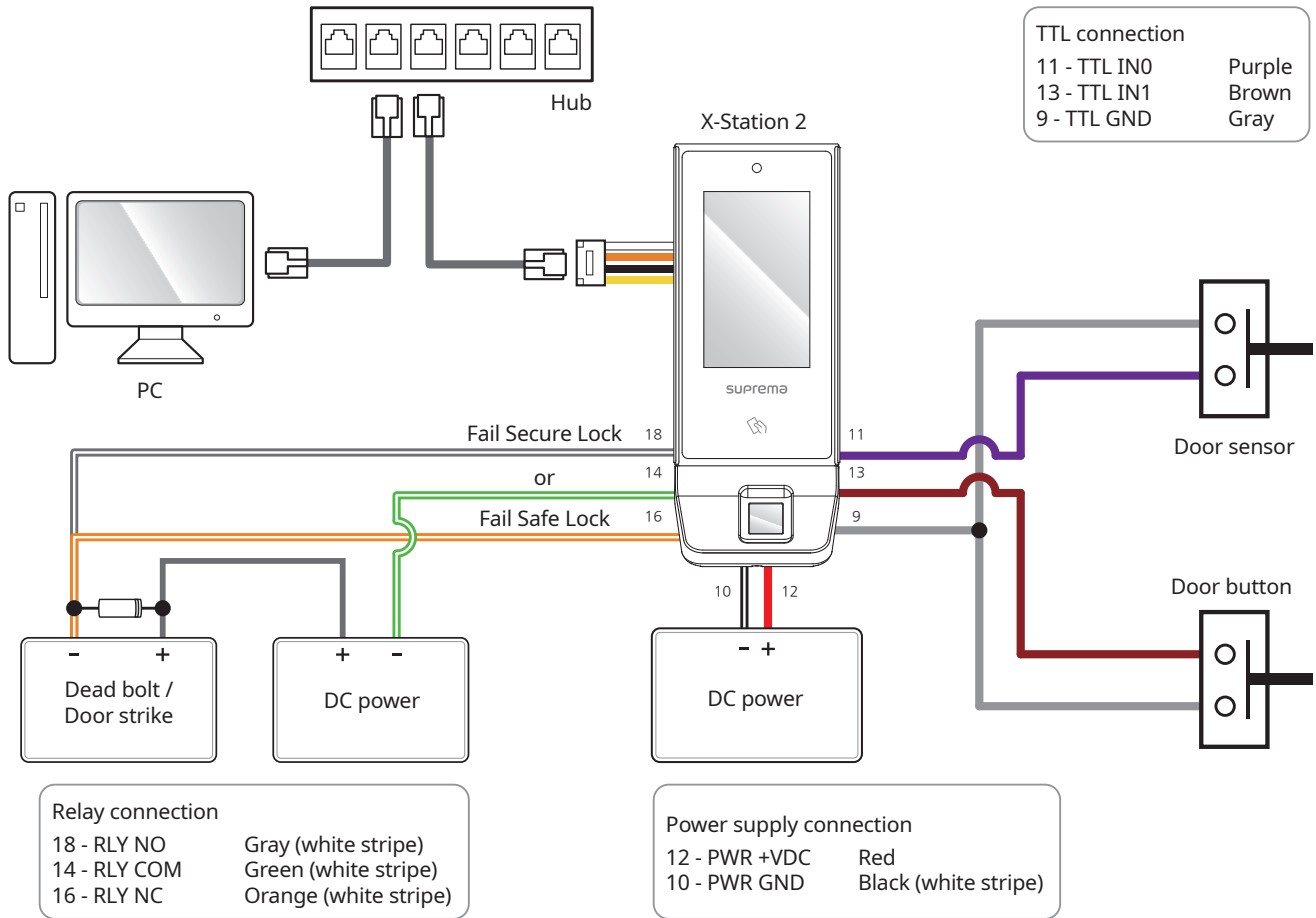 Hub
TTL connection
11 - TTL IN0 Purple
13 - TTL IN1 Brown
9 - TTL GND Gray
X-Station 2
suprema
PC
Door sensor
Fail Secure Lock 18
or 14
Fail Safe Lock 16
11
13
9
10 12
Door button
- +
Dead bolt /
Door strike
+ -
DC power
- +
DC power
Relay connection
18 - RLY NO Gray (white stripe)
14 - RLY COM Green (white stripe)
16 - RLY NC Orange (white stripe)
Power supply connection
12 - PWR +VDC Red
10 - PWR GND Black (white stripe)